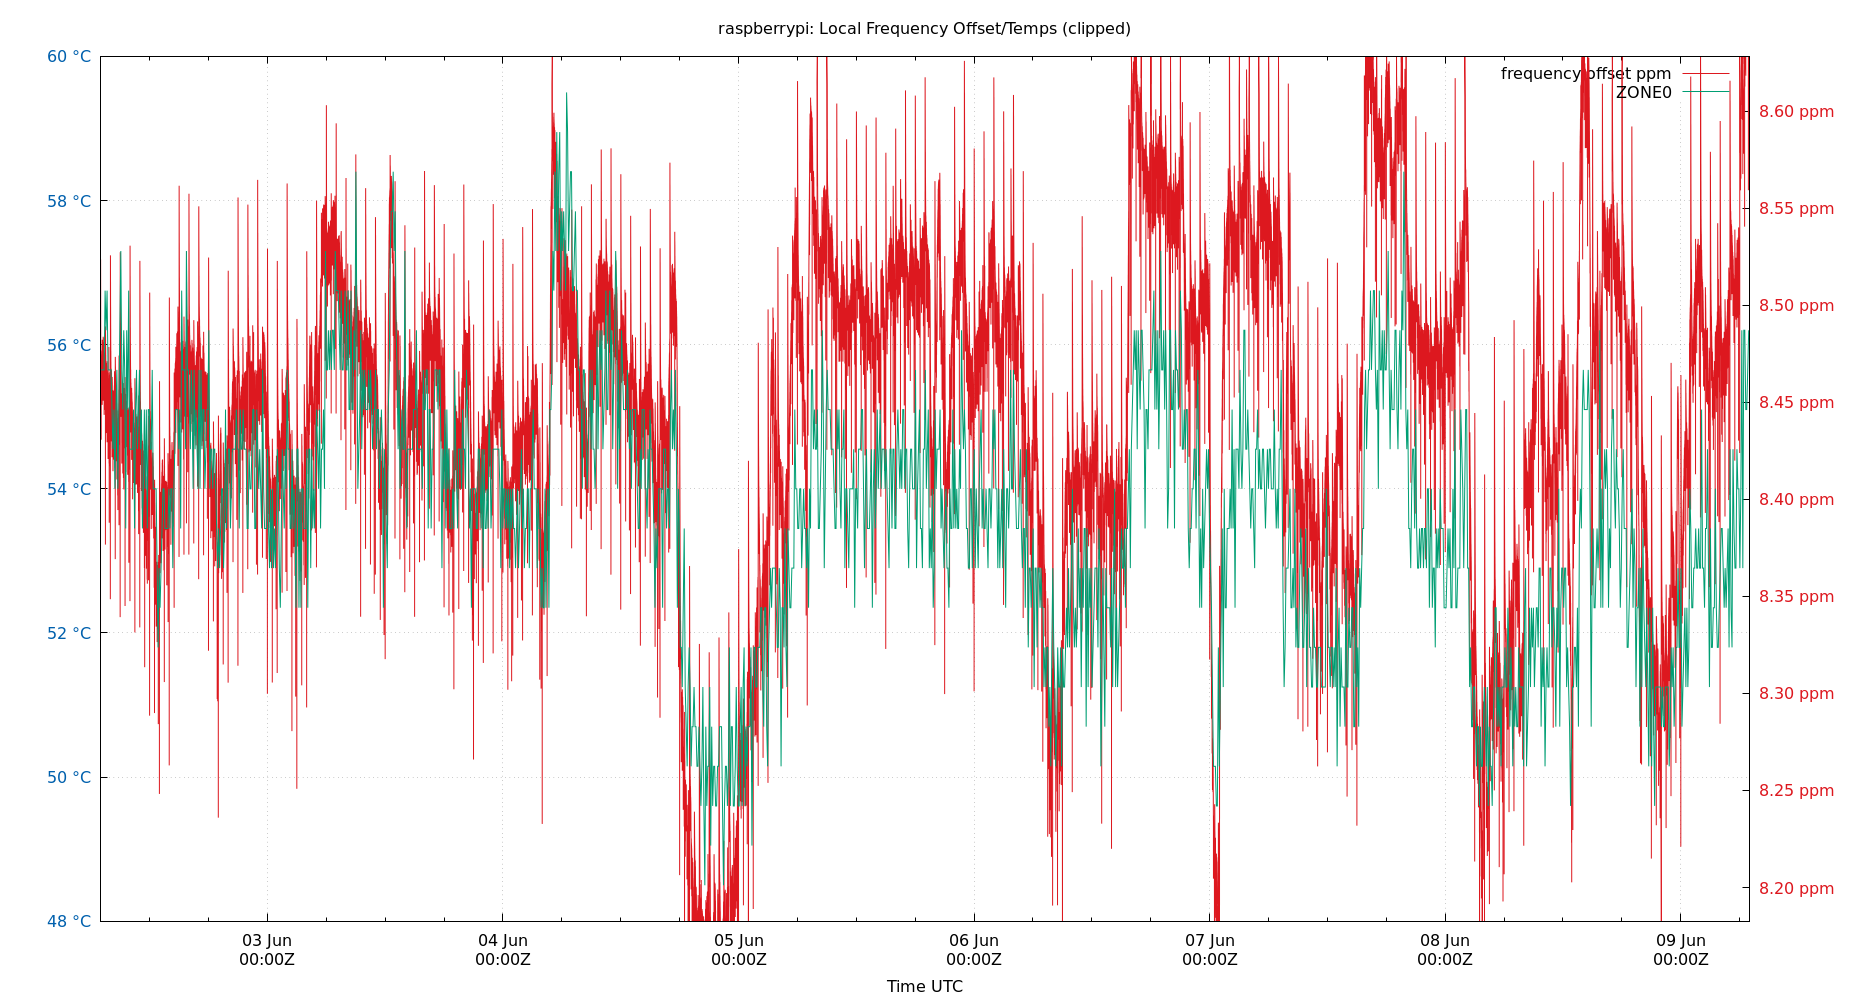 raspberrypi: Local Frequency Offset/Temps (clipped)
60 °C
58 °C
56 °C
54 °C
52 °C
50 °C
48 °C
frequency offset ppm
ZONE0
8.60 ppm
8.55 ppm
8.50 ppm
8.45 ppm
8.40 ppm
8.35 ppm
8.30 ppm
8.25 ppm
8.20 ppm
03 Jun
00:00Z
04 Jun
00:00Z
05 Jun
00:00Z
06 Jun
00:00Z
07 Jun
00:00Z
08 Jun
00:00Z
09 Jun
00:00Z
Time UTC